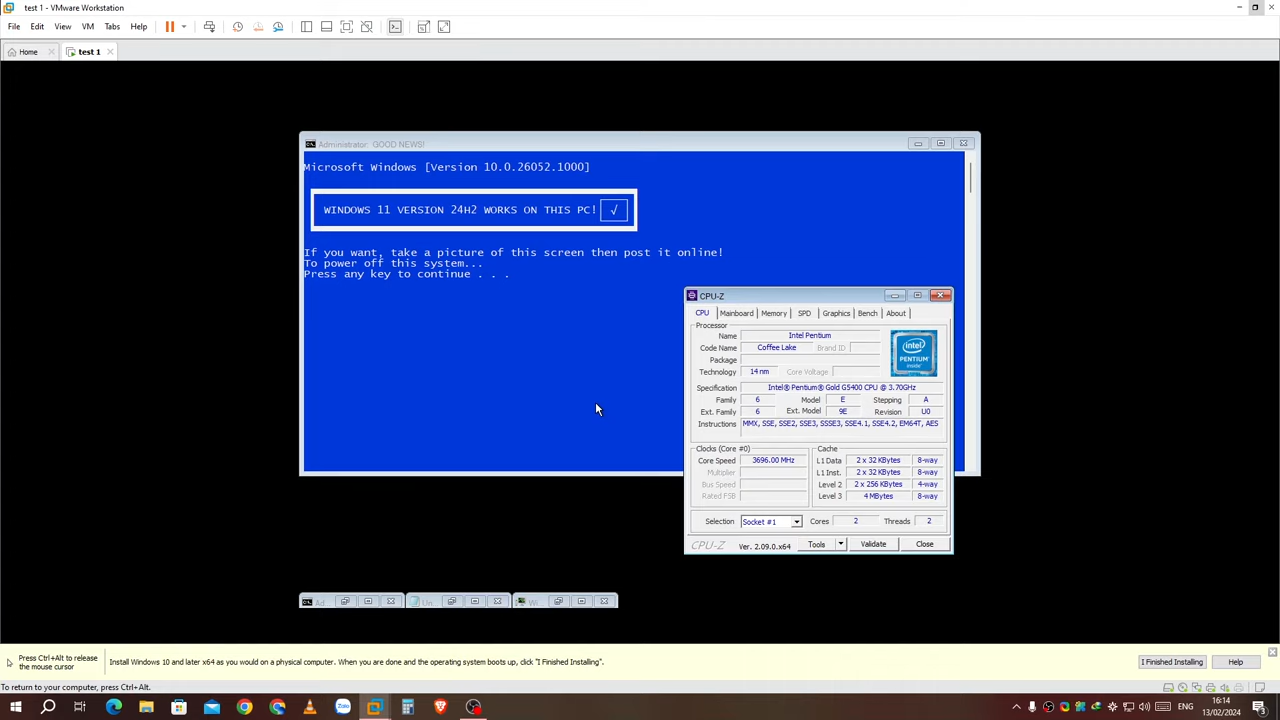 test 1 - VMware Workstation
File Edit View VM Tabs Help
Home test 1
Administrator: GOOD NEWS!
Microsoft Windows [Version 10.0.26052.1000]
WINDOWS 11 VERSION 24H2 WORKS ON THIS PC! √
If you want, take a picture of this screen then post it online!
To power off this system...
Press any key to continue . . .
CPU-Z
CPU Mainboard Memory SPD Graphics Bench About
Processor
Name Intel Pentium
Code Name Coffee Lake Brand ID
Package
Technology 14 nm Core Voltage
intel PENTIUM inside
Specification Intel® Pentium® Gold G5400 CPU @ 3.70GHz
Family 6 Model E Stepping A
Ext. Family 6 Ext. Model 9E Revision U0
Instructions MMX, SSE, SSE2, SSE3, SSSE3, SSE4.1, SSE4.2, EM64T, AES
Clocks (Core #0) Cache
Core Speed 3696.00 MHz L1 Data 2 x 32 KBytes 8-way
Multiplier L1 Inst. 2 x 32 KBytes 8-way
Bus Speed Level 2 2 x 256 KBytes 4-way
Rated FSB Level 3 4 MBytes 8-way
Selection Socket #1 Cores 2 Threads 2
CPU-Z Ver. 2.09.0.x64 Tools Validate Close
Ad... Un... Wi...
Press Ctrl+Alt to release
the mouse cursor
Install Windows 10 and later x64 as you would on a physical computer. When you are done and the operating system boots up, click "I Finished Installing".
I Finished Installing Help
To return to your computer, press Ctrl+Alt.
Zalo
ENG
16:14
13/02/2024
3